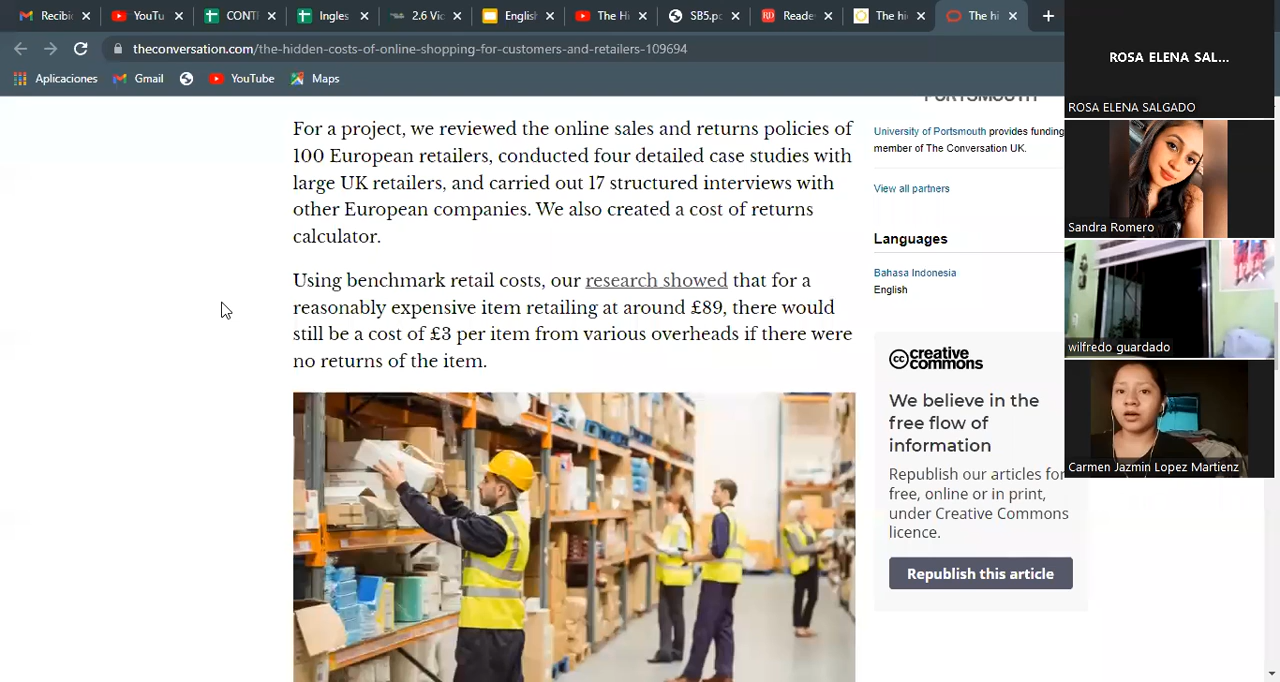 Recibi
YouTu
CONT
Ingles
2.6 Vic
English
The Hi
SB5.pc
Reade
The hi
The hi
theconversation.com/the-hidden-costs-of-online-shopping-for-customers-and-retailers-109694
Aplicaciones
Gmail
YouTube
Maps
For a project, we reviewed the online sales and returns policies of
100 European retailers, conducted four detailed case studies with
large UK retailers, and carried out 17 structured interviews with
other European companies. We also created a cost of returns
calculator.
Using benchmark retail costs, our research showed that for a
reasonably expensive item retailing at around £89, there would
still be a cost of £3 per item from various overheads if there were
no returns of the item.
PORTSMOUTH
University of Portsmouth provides funding
member of The Conversation UK.
View all partners
Languages
Bahasa Indonesia
English
cc creative
commons
We believe in the
free flow of
information
Republish our articles for
free, online or in print,
under Creative Commons
licence.
Republish this article
ROSA ELENA SAL...
ROSA ELENA SALGADO
Sandra Romero
wilfredo guardado
Carmen Jazmin Lopez Martienz